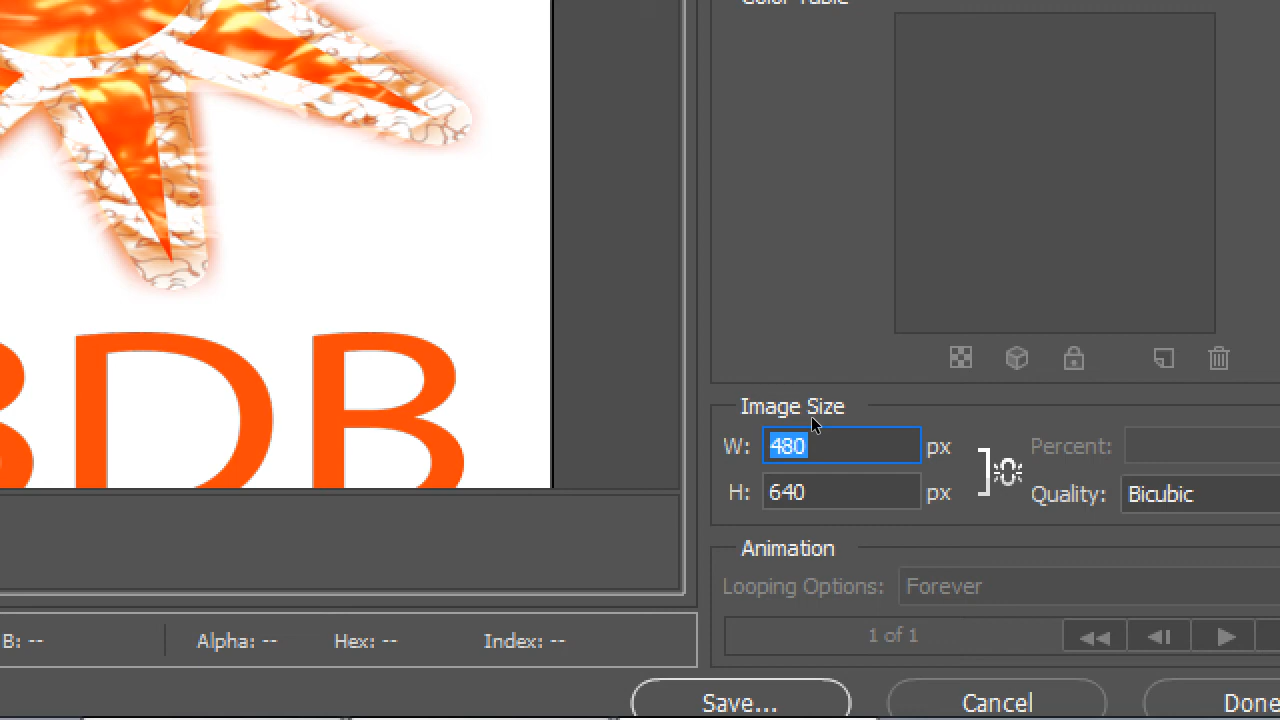 Color Table
BDB
Image Size
W: 480 px
H: 640 px
Percent:
Quality: Bicubic
Animation
Looping Options: Forever
1 of 1
B: -- Alpha: -- Hex: -- Index: --
Save... Cancel Done